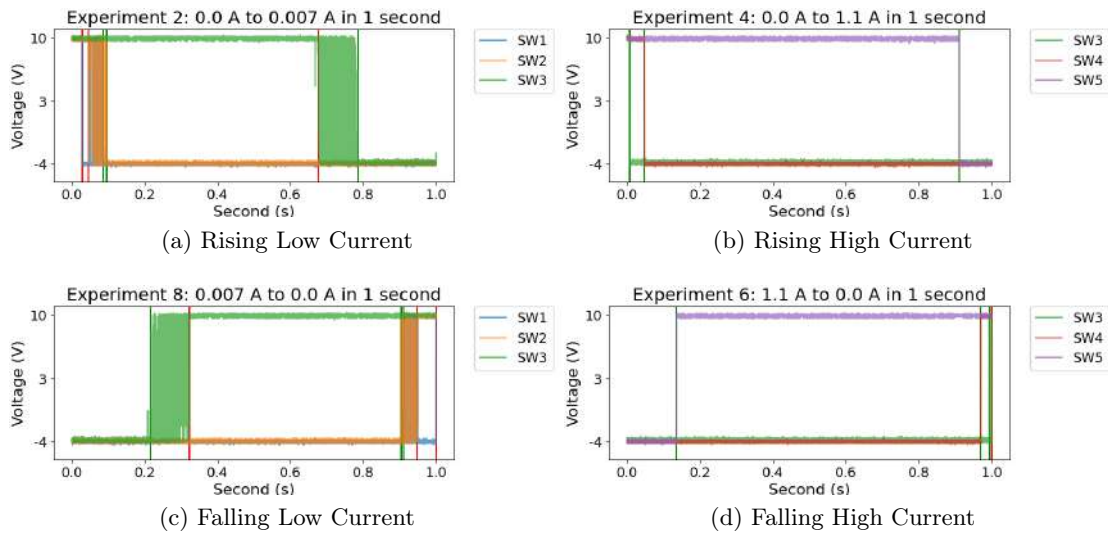 Experiment 2: 0.0 A to 0.007 A in 1 second
Voltage (V)
10
3
-4
0.0 0.2 0.4 0.6 0.8 1.0
Second (s)
SW1
SW2
SW3
(a) Rising Low Current
Experiment 4: 0.0 A to 1.1 A in 1 second
Voltage (V)
10
3
-4
0.0 0.2 0.4 0.6 0.8 1.0
Second (s)
SW3
SW4
SW5
(b) Rising High Current
Experiment 8: 0.007 A to 0.0 A in 1 second
Voltage (V)
10
3
-4
0.0 0.2 0.4 0.6 0.8 1.0
Second (s)
SW1
SW2
SW3
(c) Falling Low Current
Experiment 6: 1.1 A to 0.0 A in 1 second
Voltage (V)
10
3
-4
0.0 0.2 0.4 0.6 0.8 1.0
Second (s)
SW3
SW4
SW5
(d) Falling High Current